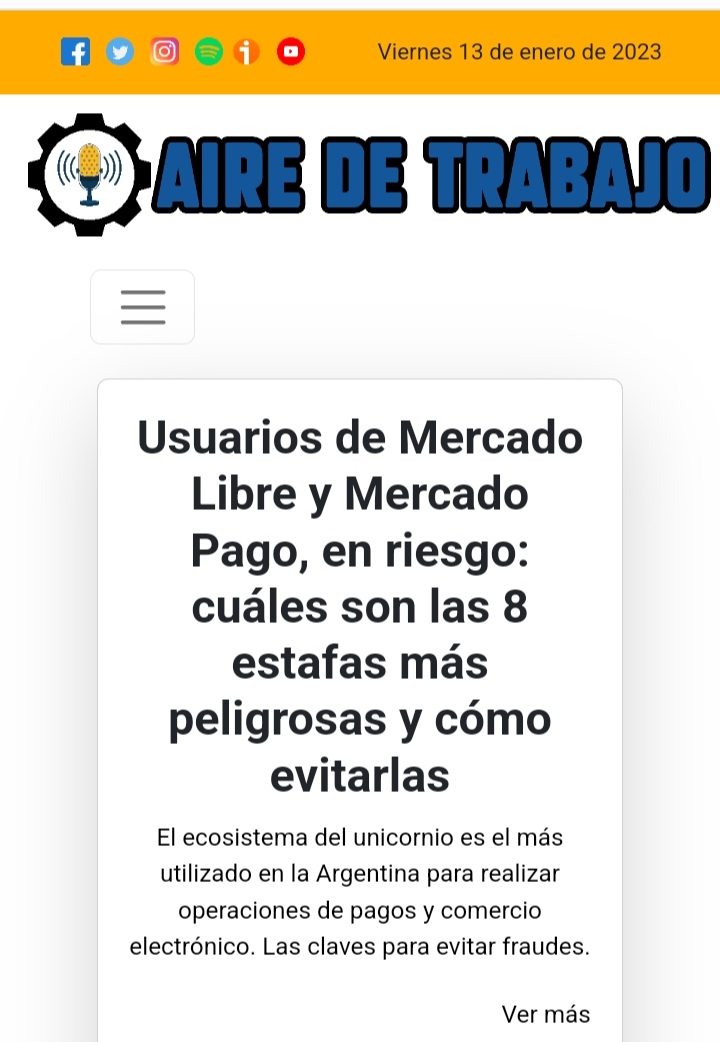 Viernes 13 de enero de 2023
AIRE DE TRABAJO
Usuarios de Mercado
Libre y Mercado
Pago, en riesgo:
cuáles son las 8
estafas más
peligrosas y cómo
evitarlas
El ecosistema del unicornio es el más
utilizado en la Argentina para realizar
operaciones de pagos y comercio
electrónico. Las claves para evitar fraudes.
Ver más